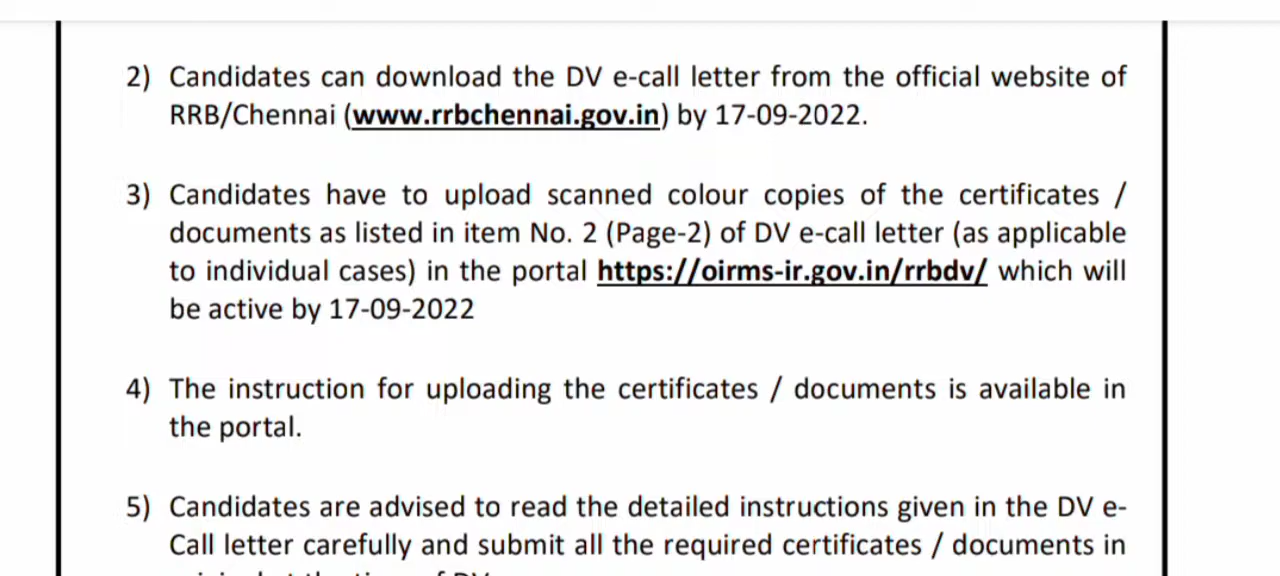 2) Candidates can download the DV e-call letter from the official website of
RRB/Chennai (www.rrbchennai.gov.in) by 17-09-2022.
3) Candidates have to upload scanned colour copies of the certificates /
documents as listed in item No. 2 (Page-2) of DV e-call letter (as applicable
to individual cases) in the portal https://oirms-ir.gov.in/rrbdv/ which will
be active by 17-09-2022
4) The instruction for uploading the certificates / documents is available in
the portal.
5) Candidates are advised to read the detailed instructions given in the DV e-
Call letter carefully and submit all the required certificates / documents in